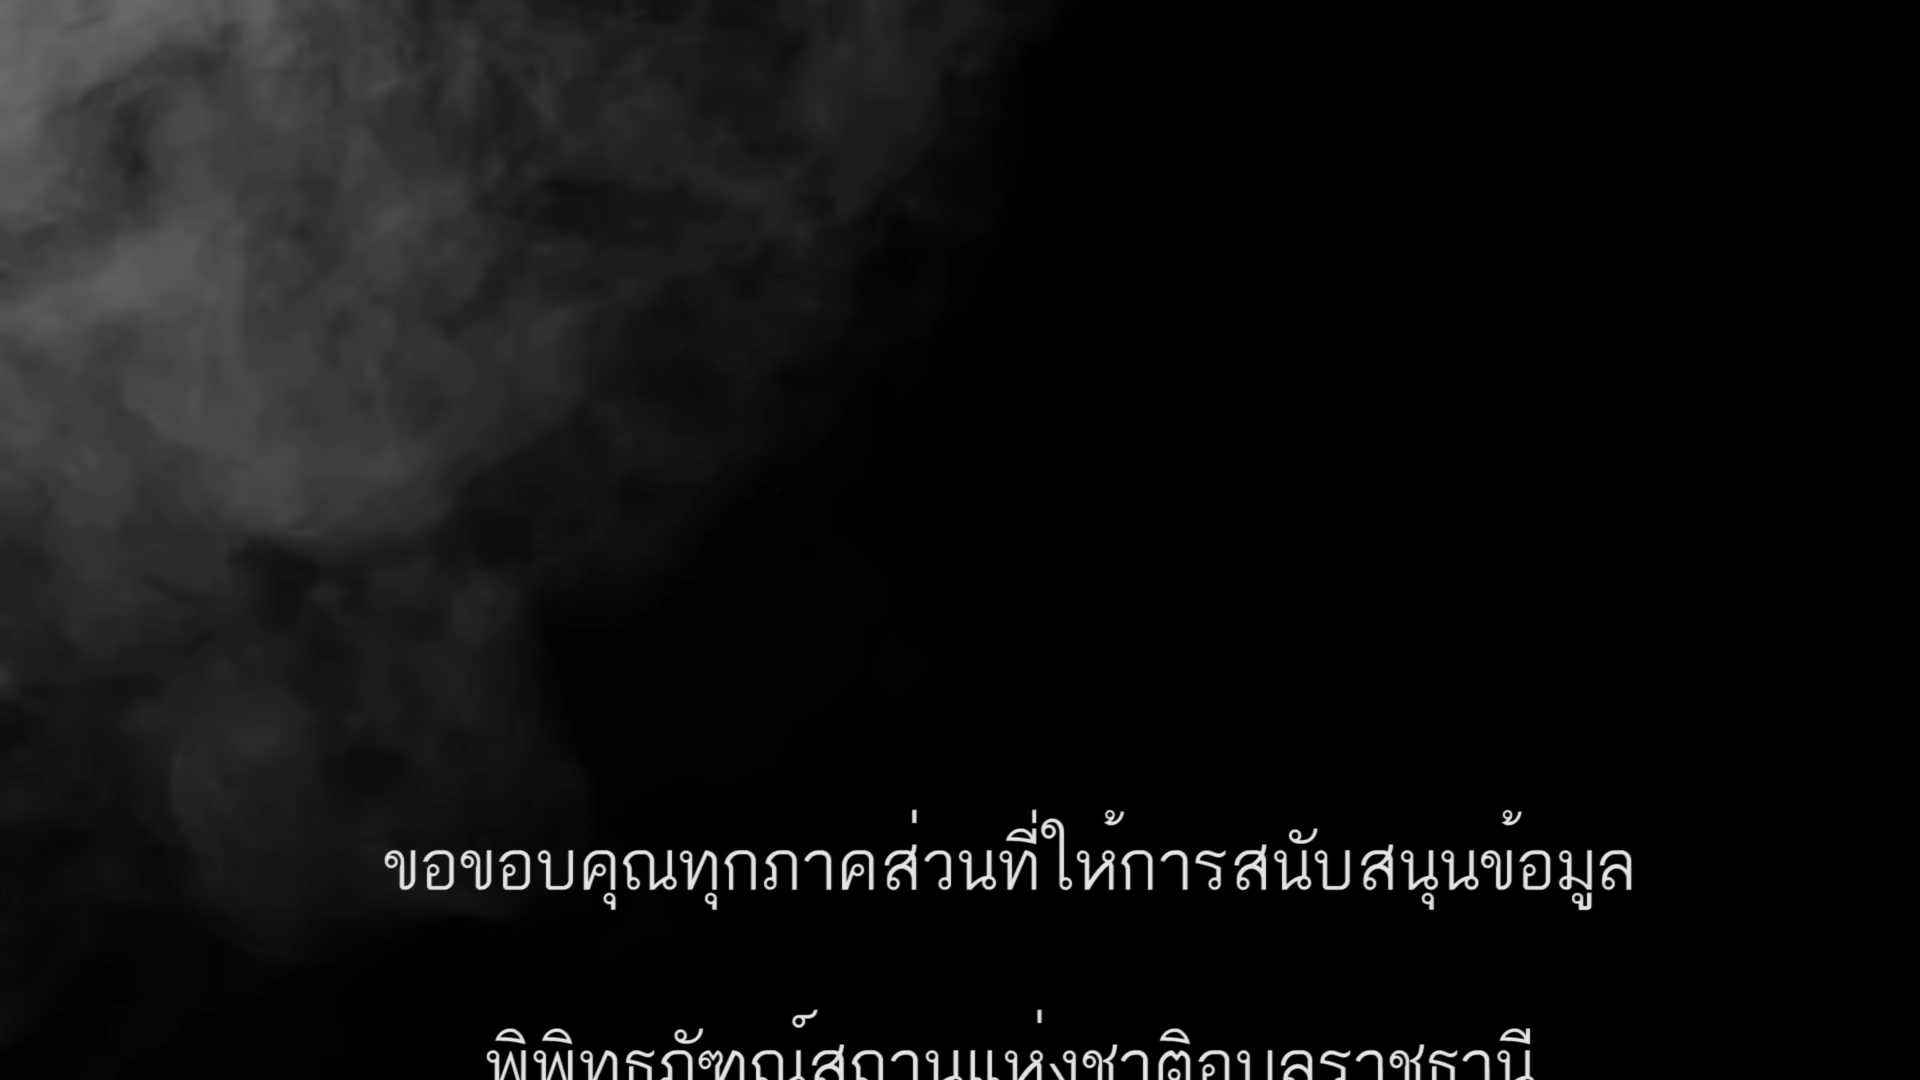 ขอขอบคุณทุกภาคส่วนที่ให้การสนับสนุนข้อมูล
พิพิทธภัฑณ์สถานแห่งชาติอุบลราชธานี